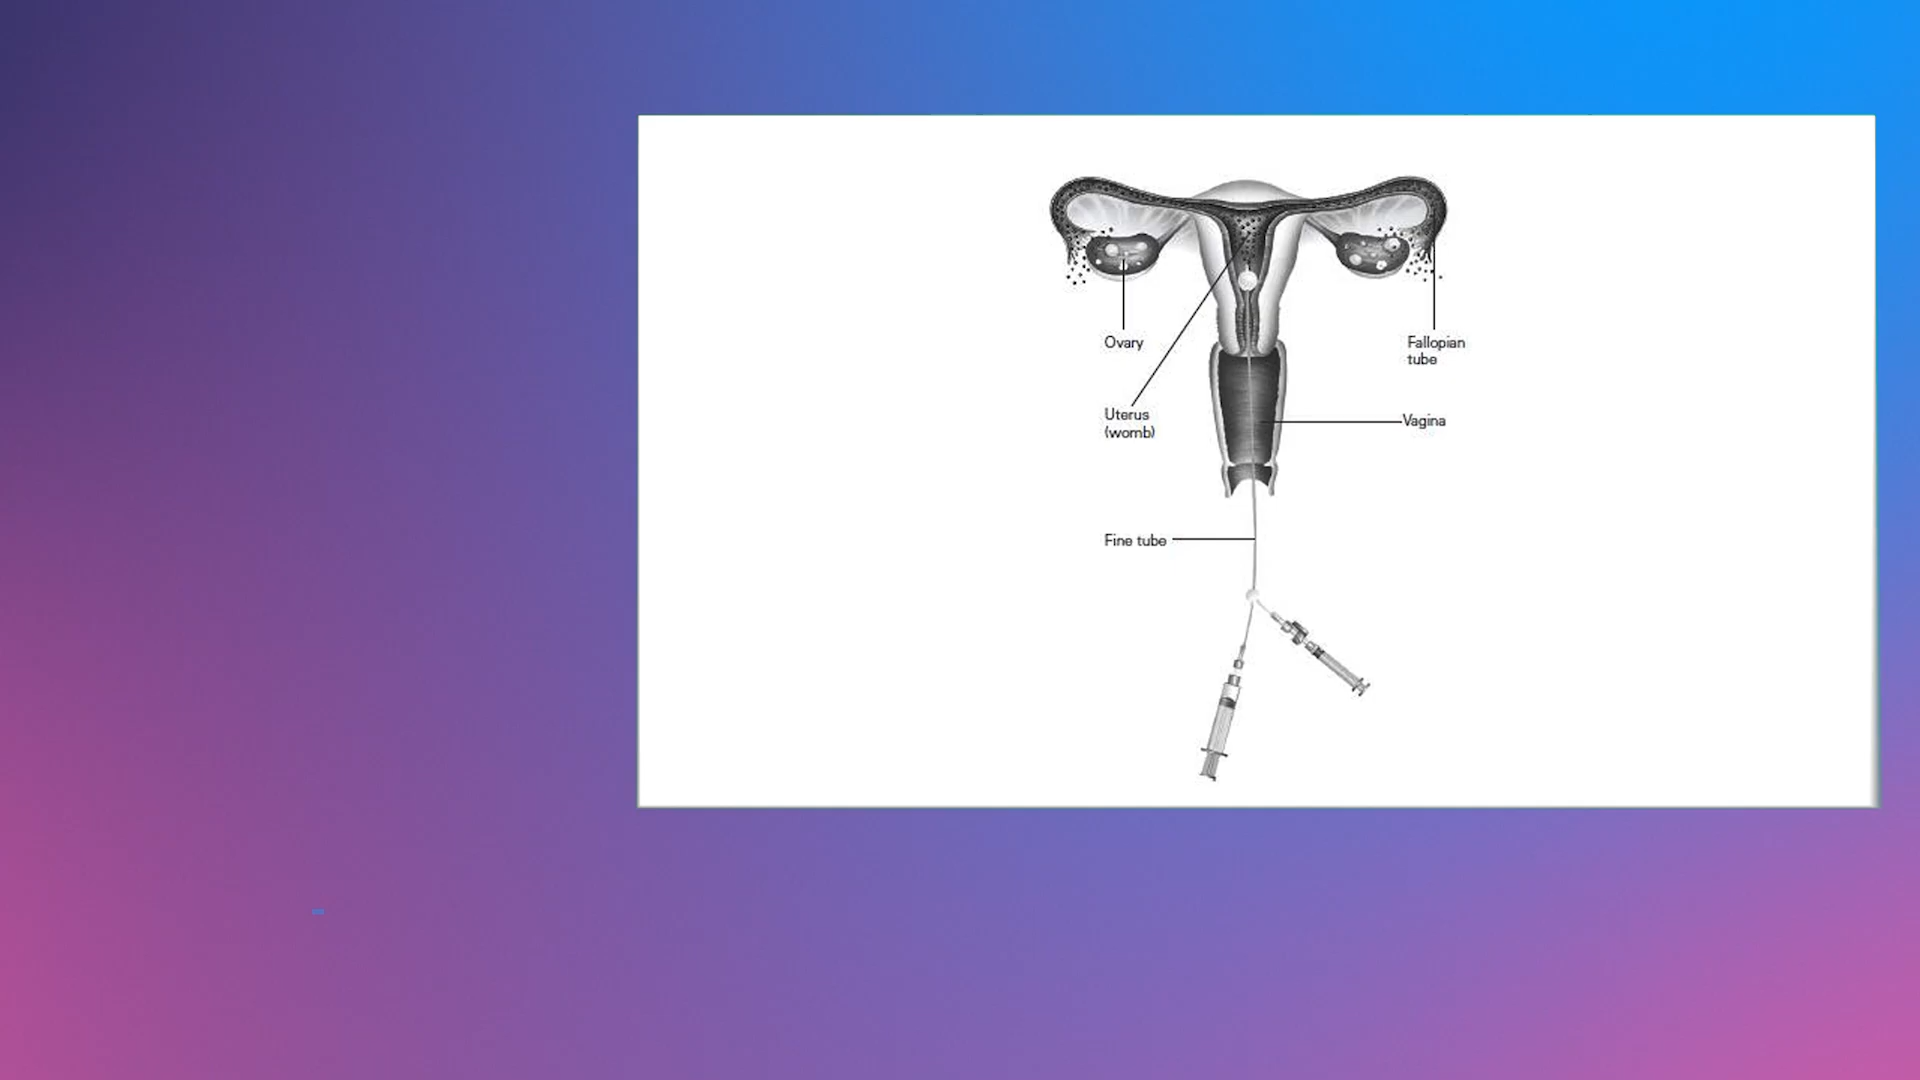 Ovary
Fallopian
tube
Uterus
(womb)
Vagina
Fine tube